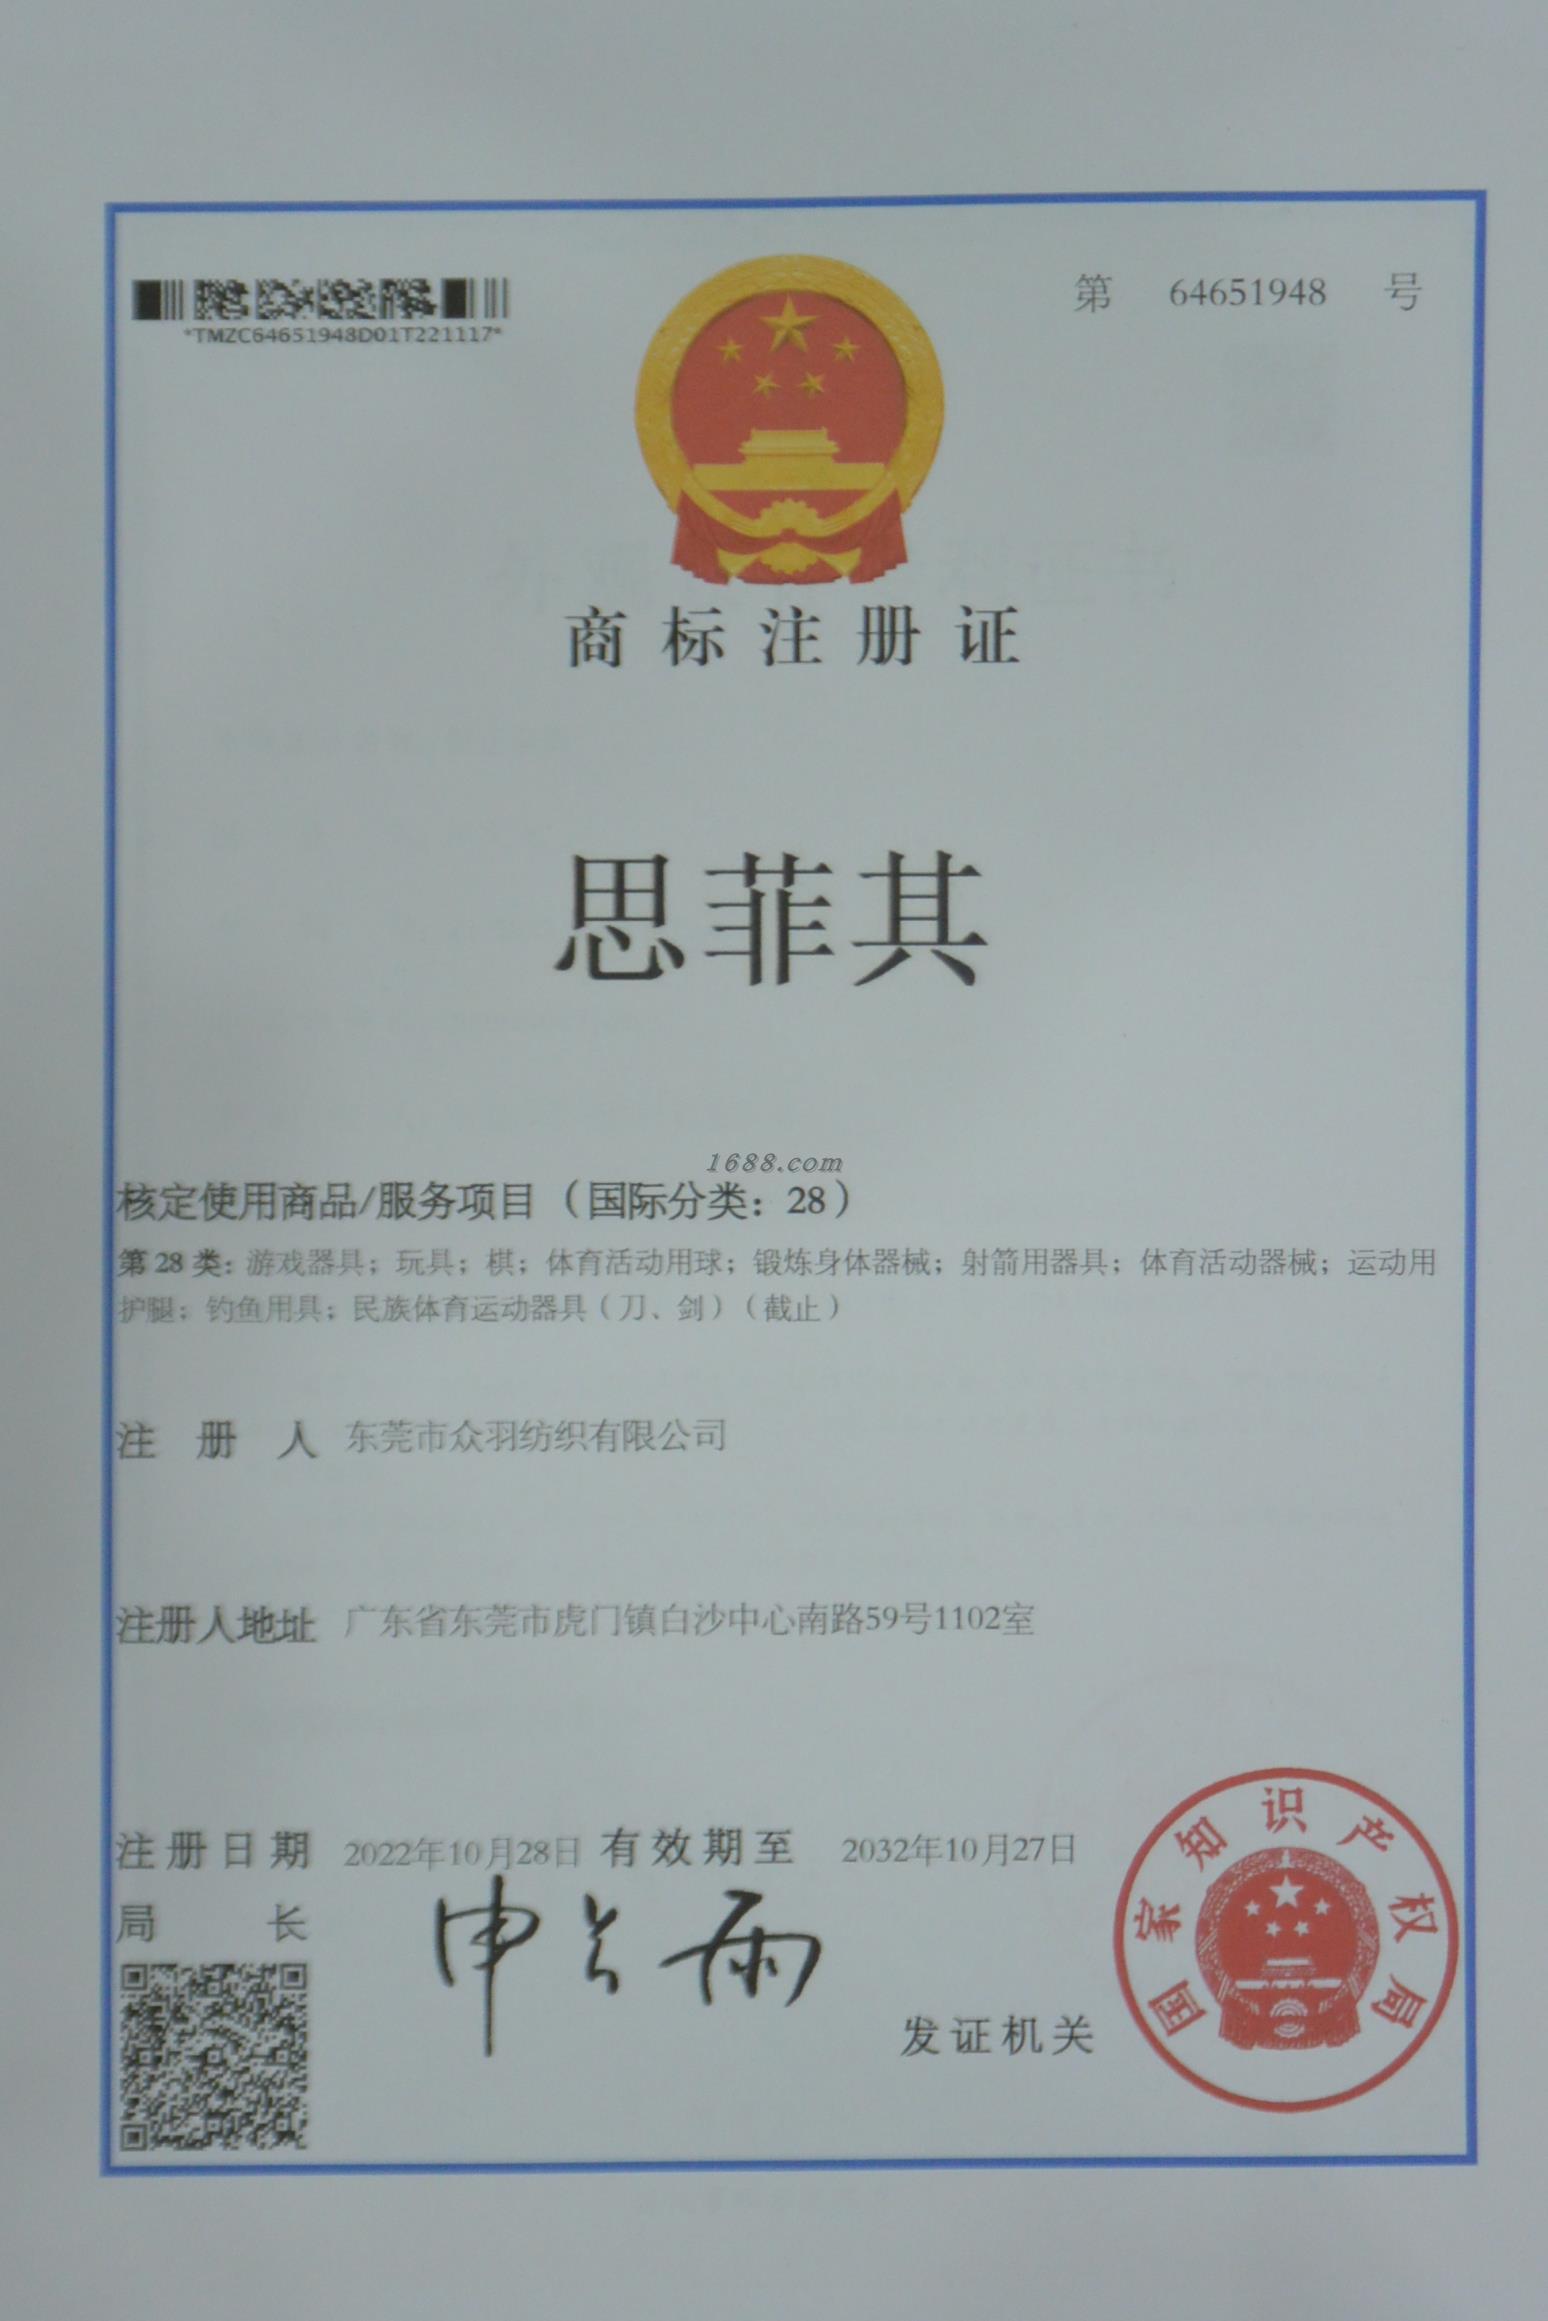 *TMZC64651948D01T221117*
第 64651948 号
商标注册证
思菲其
1688.com
核定使用商品/服务项目（国际分类：28）
第28类：游戏器具；玩具；棋；体育活动用球；锻炼身体器械；射箭用器具；体育活动器械；运动用
护腿；钓鱼用具；民族体育运动器具（刀、剑）（截止）
注册人 东莞市众羽纺织有限公司
注册人地址 广东省东莞市虎门镇白沙中心南路59号1102室
注册日期 2022年10月28日 有效期至 2032年10月27日
局长 申长雨
发证机关
国家知识产权局